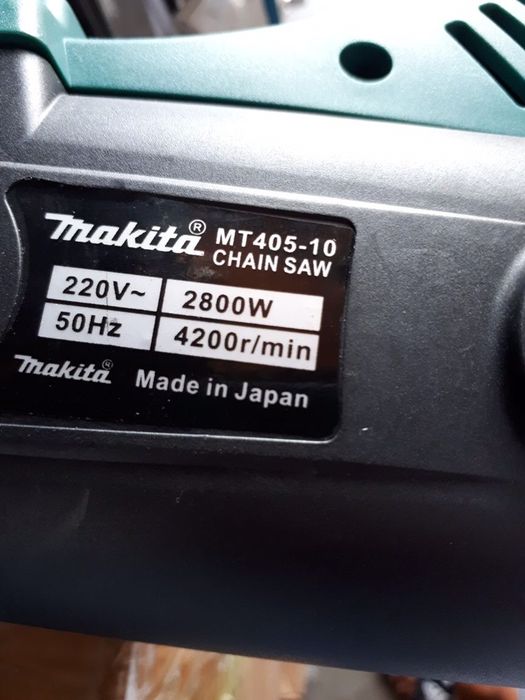 makita® MT405-10
CHAIN SAW
220V~ 2800W
50Hz 4200r/min
makita® Made in Japan